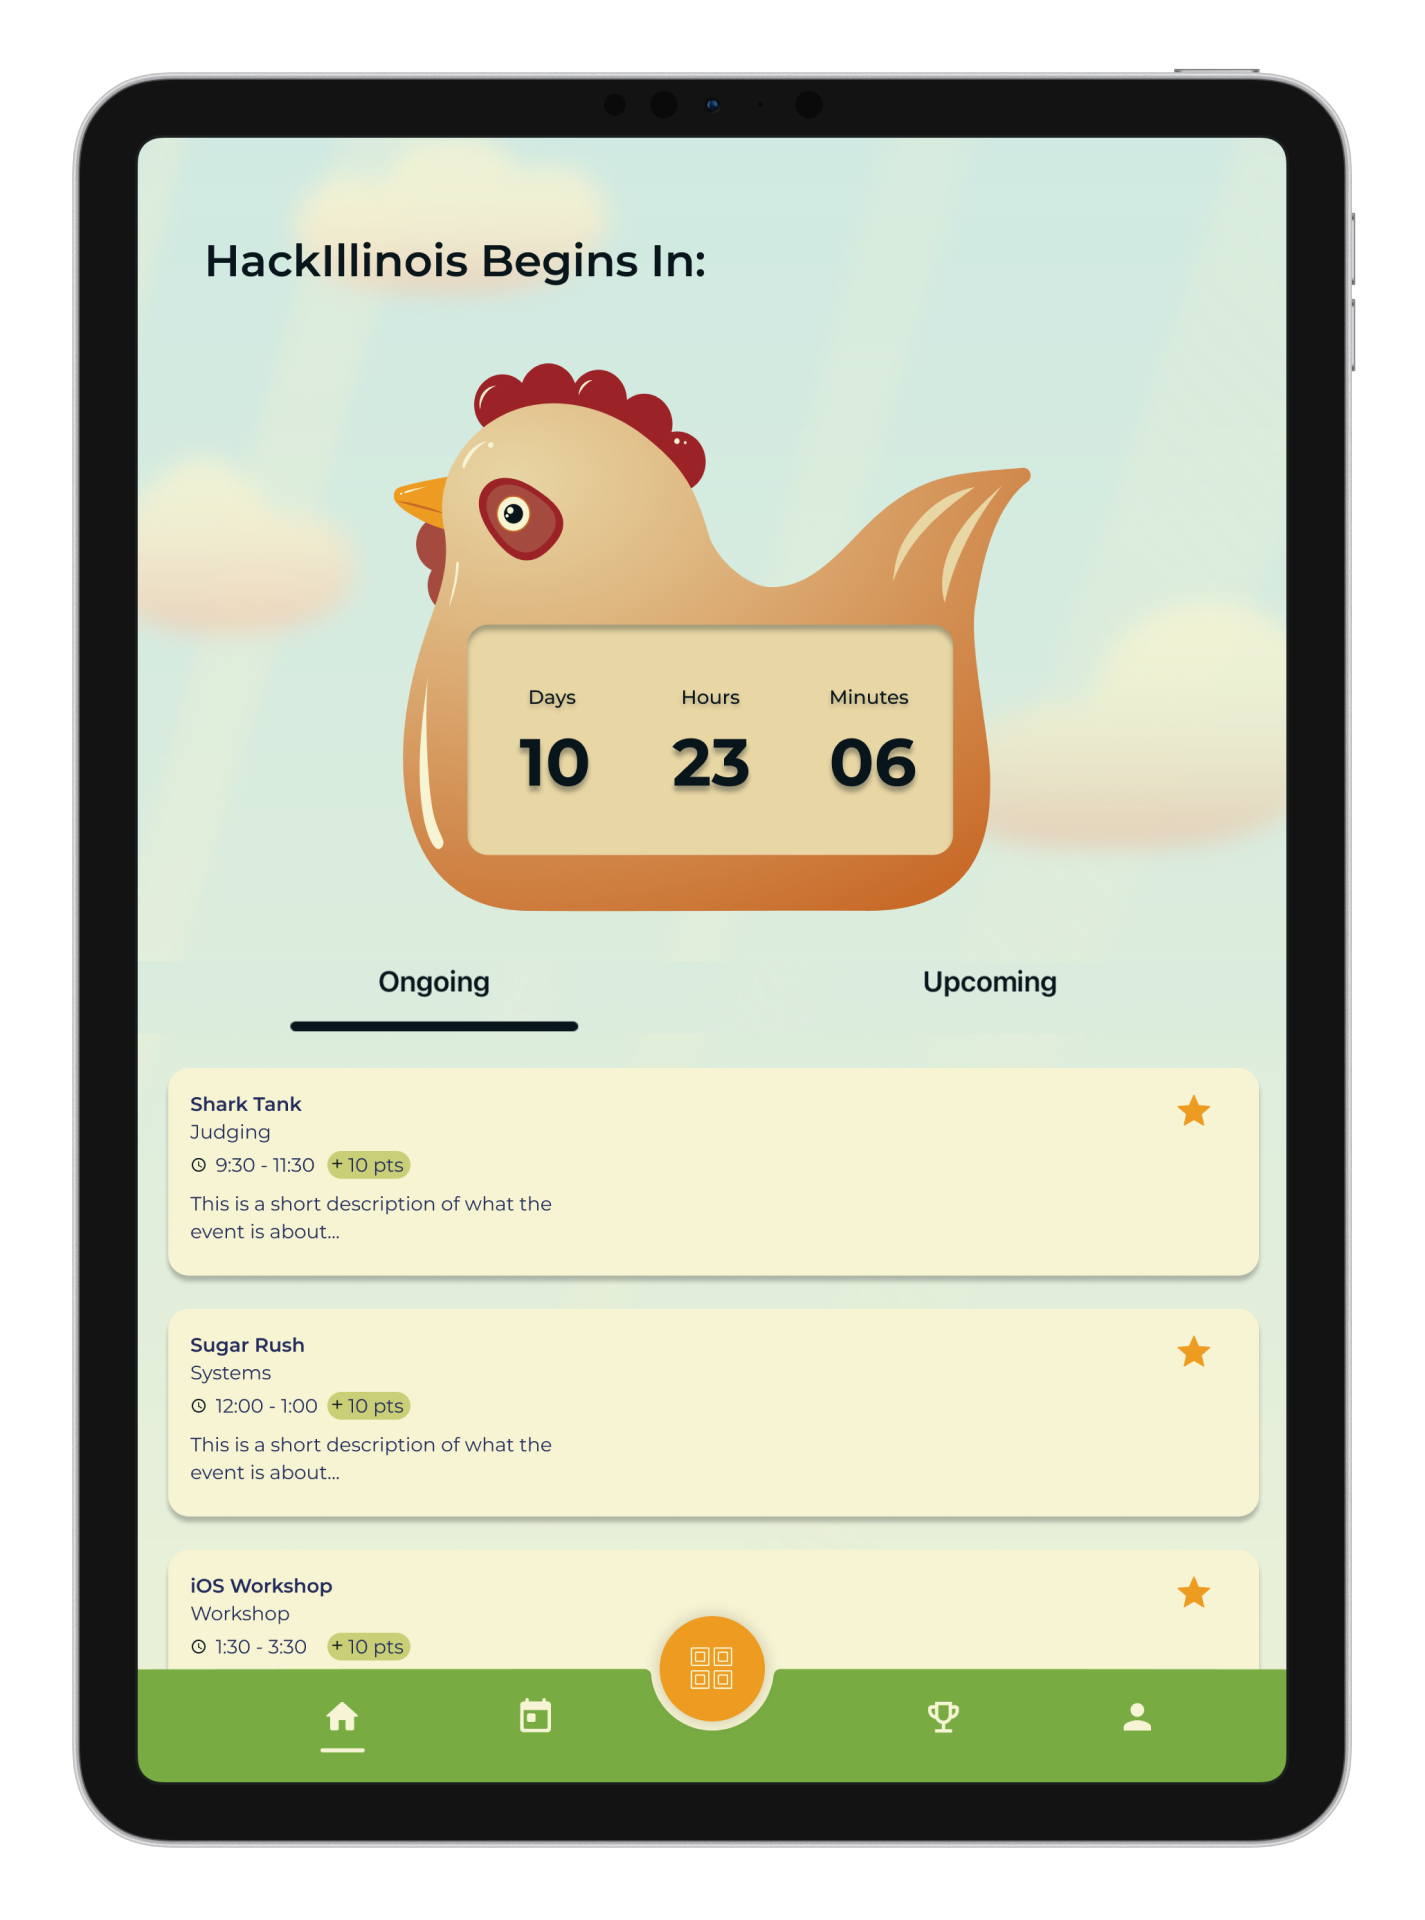 HackIllinois Begins In:
Days Hours Minutes
10 23 06
Ongoing Upcoming
Shark Tank
Judging
9:30 - 11:30 + 10 pts
This is a short description of what the
event is about...
Sugar Rush
Systems
12:00 - 1:00 + 10 pts
This is a short description of what the
event is about...
iOS Workshop
Workshop
1:30 - 3:30 + 10 pts